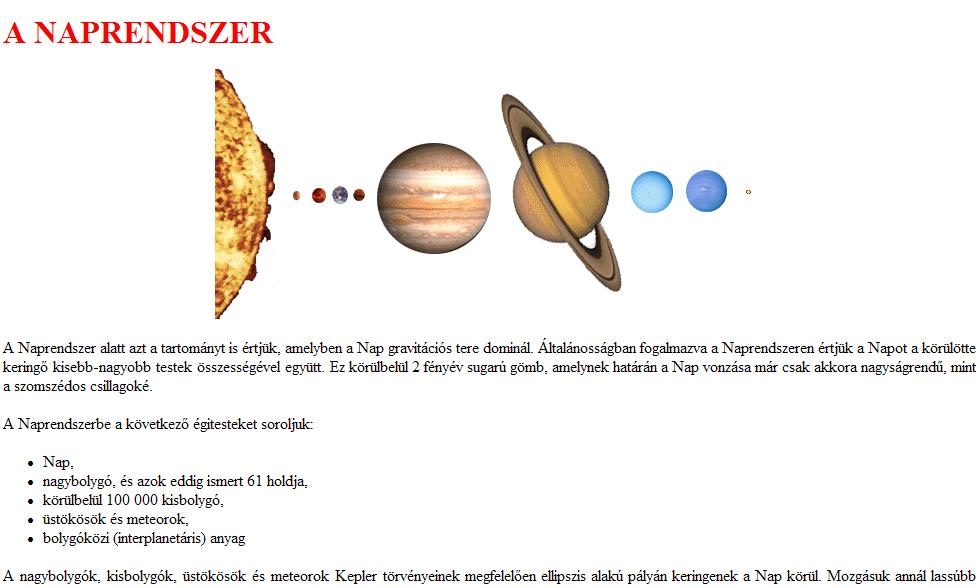 A NAPRENDSZER
A Naprendszer alatt azt a tartományt is értjük, amelyben a Nap gravitációs tere dominál. Általánosságban fogalmazva a Naprendszeren értjük a Napot a körülötte
keringő kisebb-nagyobb testek összességével együtt. Ez körülbelül 2 fényév sugarú gömb, amelynek határán a Nap vonzása már csak akkora nagyságrendű, mint
a szomszédos csillagoké.
A Naprendszerbe a következő égitesteket soroljuk:
• Nap,
• nagybolygó, és azok eddig ismert 61 holdja,
• körülbelül 100 000 kisbolygó,
• üstökösök és meteorok,
• bolygóközi (interplanetáris) anyag
A nagybolygók, kisbolygók, üstökösök és meteorok Kepler törvényeinek megfelelően ellipszis alakú pályán keringenek a Nap körül. Mozgásuk annál lassúbb